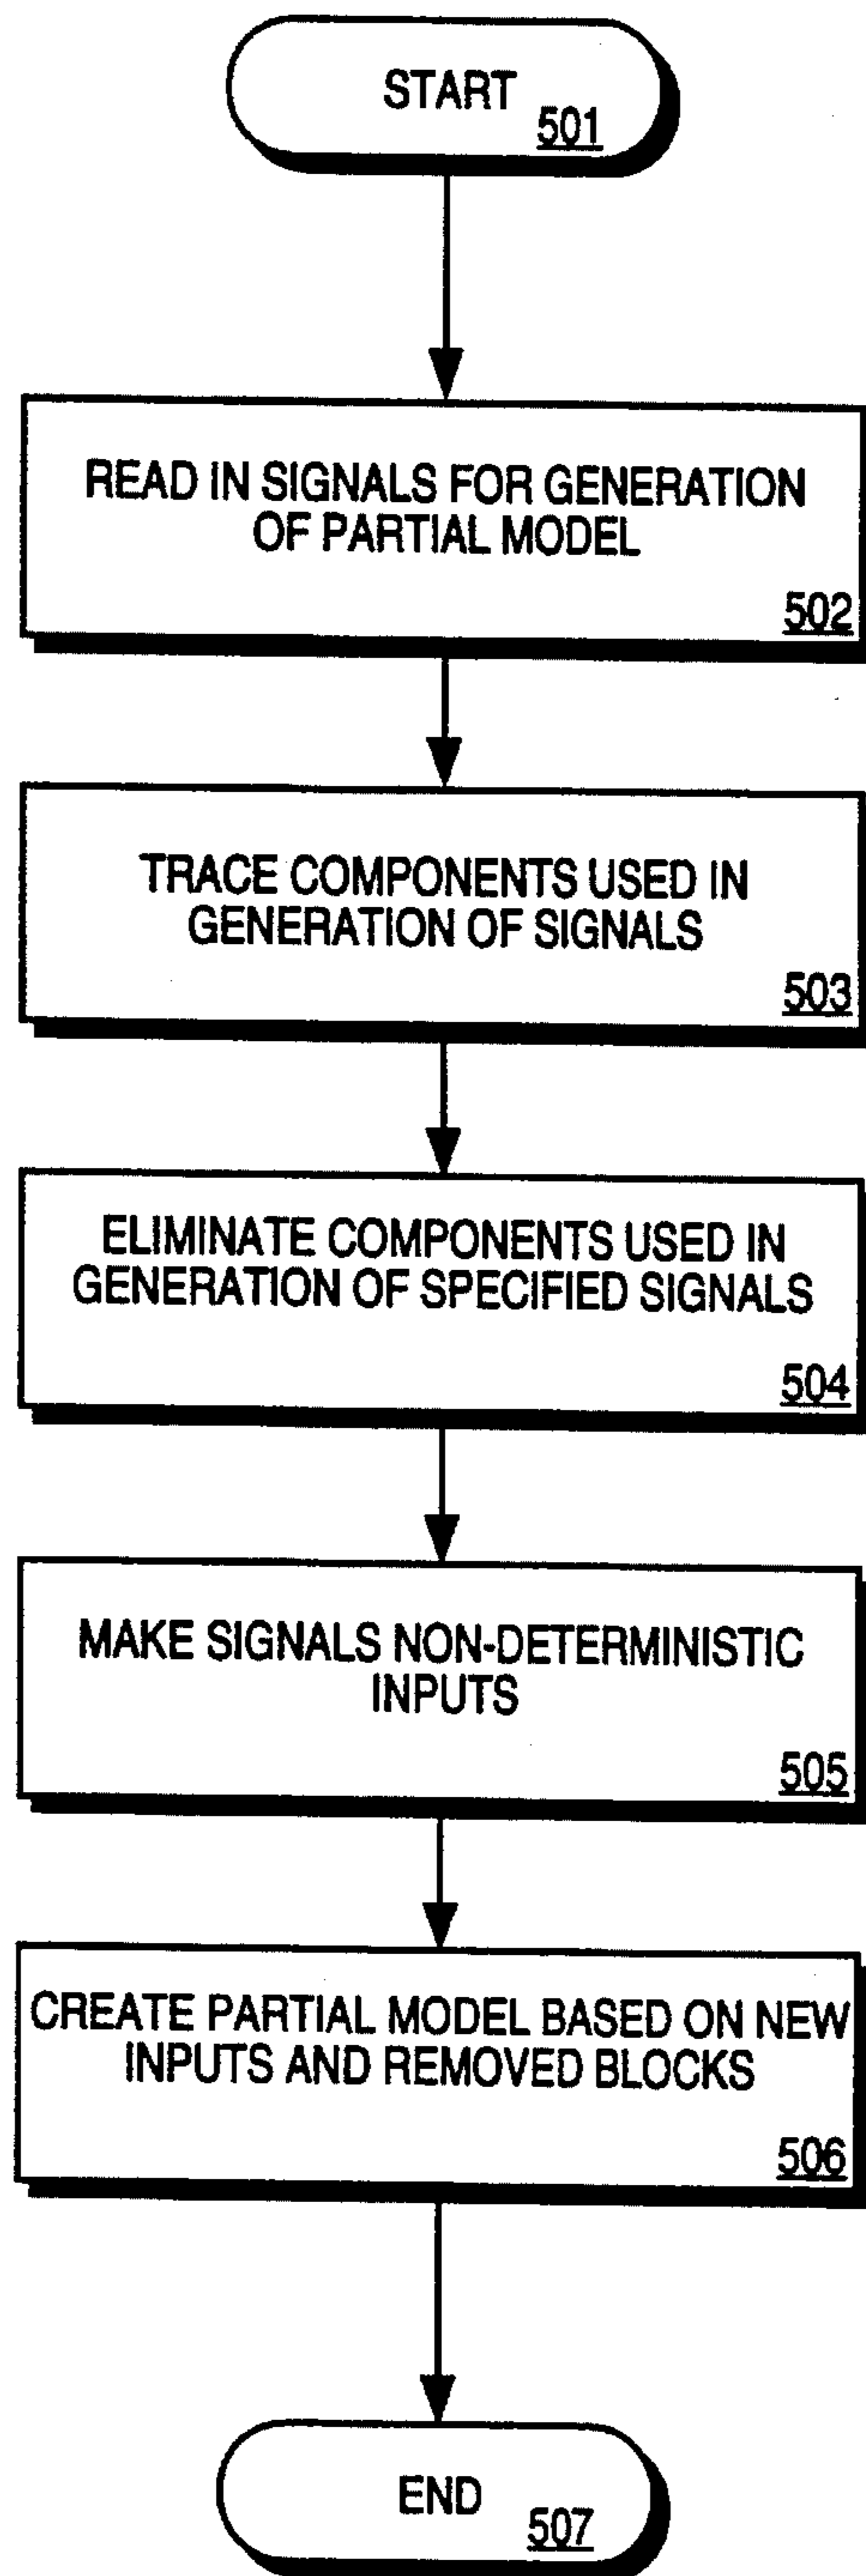 START
501
READ IN SIGNALS FOR GENERATION
OF PARTIAL MODEL
502
TRACE COMPONENTS USED IN
GENERATION OF SIGNALS
503
ELIMINATE COMPONENTS USED IN
GENERATION OF SPECIFIED SIGNALS
504
MAKE SIGNALS NON-DETERMINISTIC
INPUTS
505
CREATE PARTIAL MODEL BASED ON NEW
INPUTS AND REMOVED BLOCKS
506
END
507